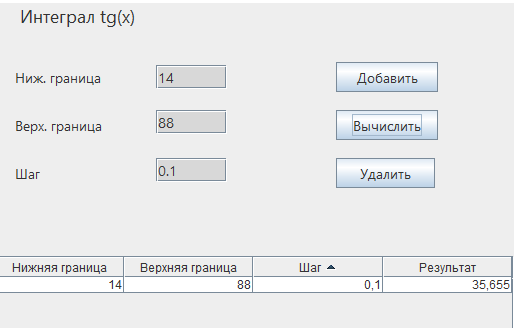 Интеграл tg(x)
Ниж. граница 14 Добавить
Верх. граница 88 Вычислить
Шаг 0.1 Удалить
Нижняя граница Верхняя граница Шаг Результат
14 88 0,1 35,655